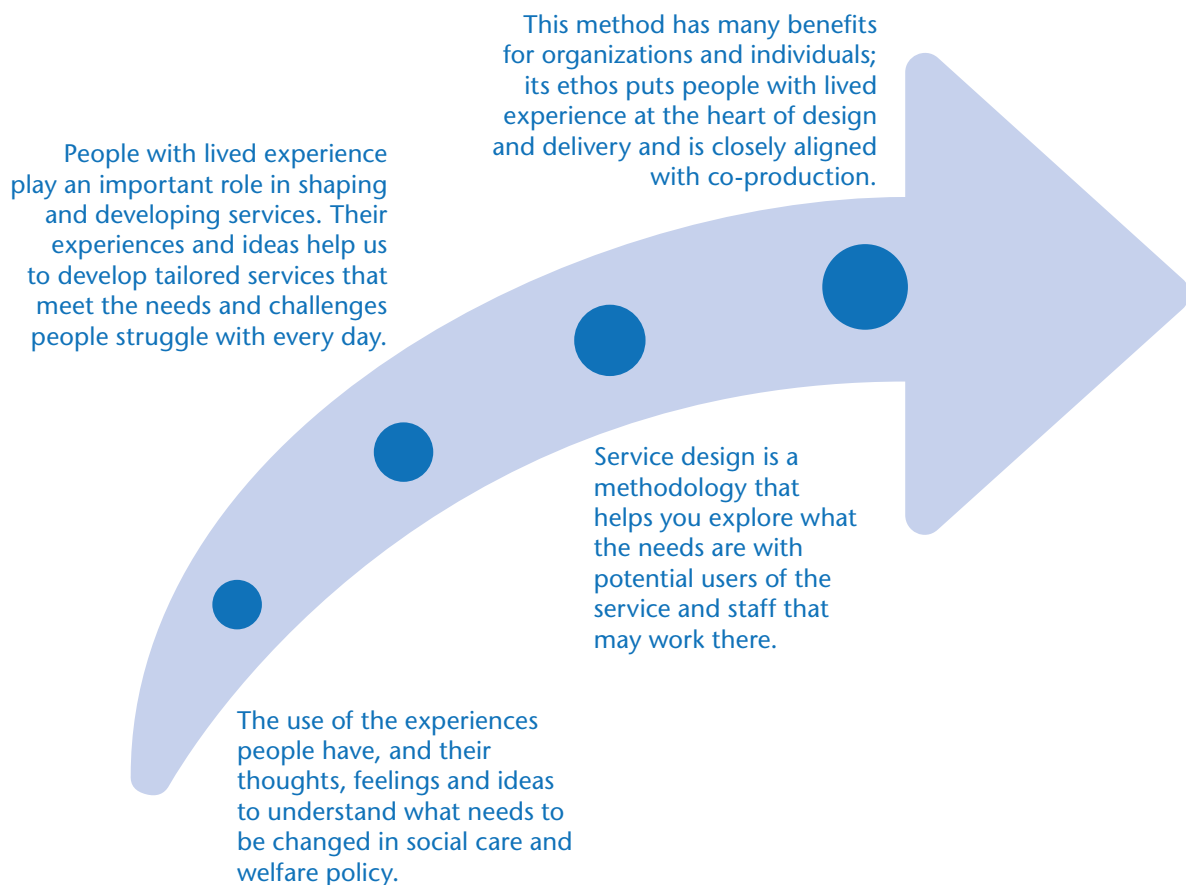 This method has many benefits
for organizations and individuals;
its ethos puts people with lived
experience at the heart of design
and delivery and is closely aligned
with co-production.
People with lived experience
play an important role in shaping
and developing services. Their
experiences and ideas help us
to develop tailored services that
meet the needs and challenges
people struggle with every day.
Service design is a
methodology that
helps you explore what
the needs are with
potential users of the
service and staff that
may work there.
The use of the experiences
people have, and their
thoughts, feelings and ideas
to understand what needs to
be changed in social care and
welfare policy.